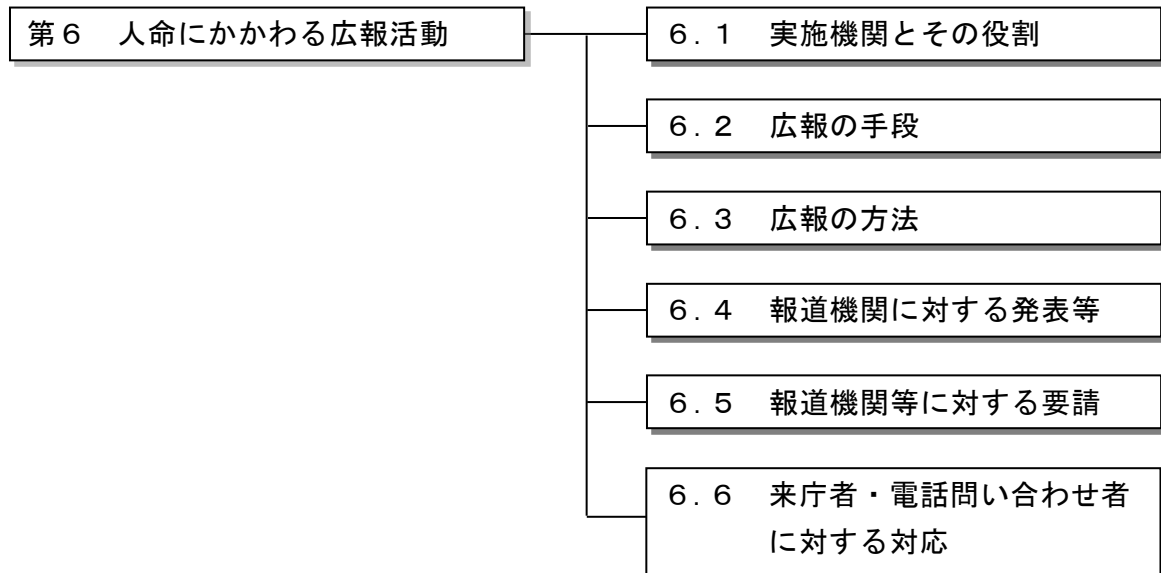 第６　人命にかかわる広報活動
６．１　実施機関とその役割
６．２　広報の手段
６．３　広報の方法
６．４　報道機関に対する発表等
６．５　報道機関等に対する要請
６．６　来庁者・電話問い合わせ者
に対する対応